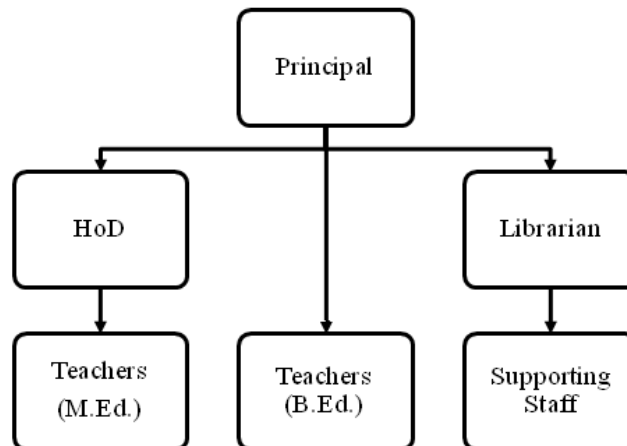 Principal
HoD
Librarian
Teachers
(M.Ed.)
Teachers
(B.Ed.)
Supporting
Staff